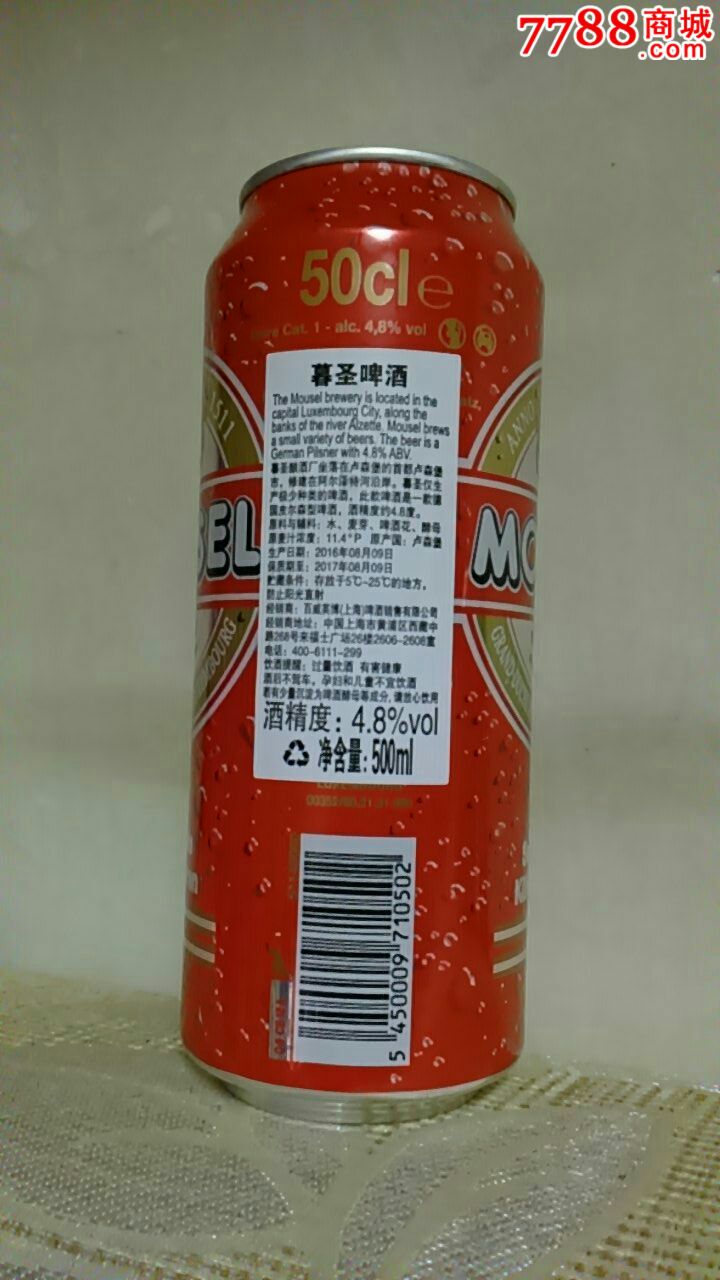 7788商城
.com
50cl e
Cat. 1 - alc. 4,8% vol
暮圣啤酒
The Mousel brewery is located in the
capital Luxembourg City, along the
banks of the river Alzette. Mousel brews
a small variety of beers. The beer is a
German Pilsner with 4.8% ABV.
暮圣酿酒厂坐落在卢森堡的首都卢森堡
市，修建在阿尔泽特河沿岸。暮圣仅生
产极少种类的啤酒，此款啤酒是一款德
国皮尔森型啤酒，酒精度约4.8度。
原料与辅料：水、麦芽、啤酒花、酵母
原麦汁浓度：11.4°P 原产国：卢森堡
生产日期：2016年08月09日
保质期至：2017年08月09日
贮藏条件：存放于5℃-25℃的地方，
防止阳光直射
经销商：百威英博(上海)啤酒销售有限公司
经销商地址：中国上海市黄浦区西藏中
路268号来福士广场26楼2606-2608室
电话：400-6111-299
饮酒提醒：过量饮酒 有害健康
酒后不驾车，孕妇和儿童不宜饮酒
若有少量沉淀为啤酒酵母等成分，请放心饮用
酒精度：4.8%vol
净含量：500ml
1511
SEL
BOURG
ANNO
MO
GRAND
5 450009 710502